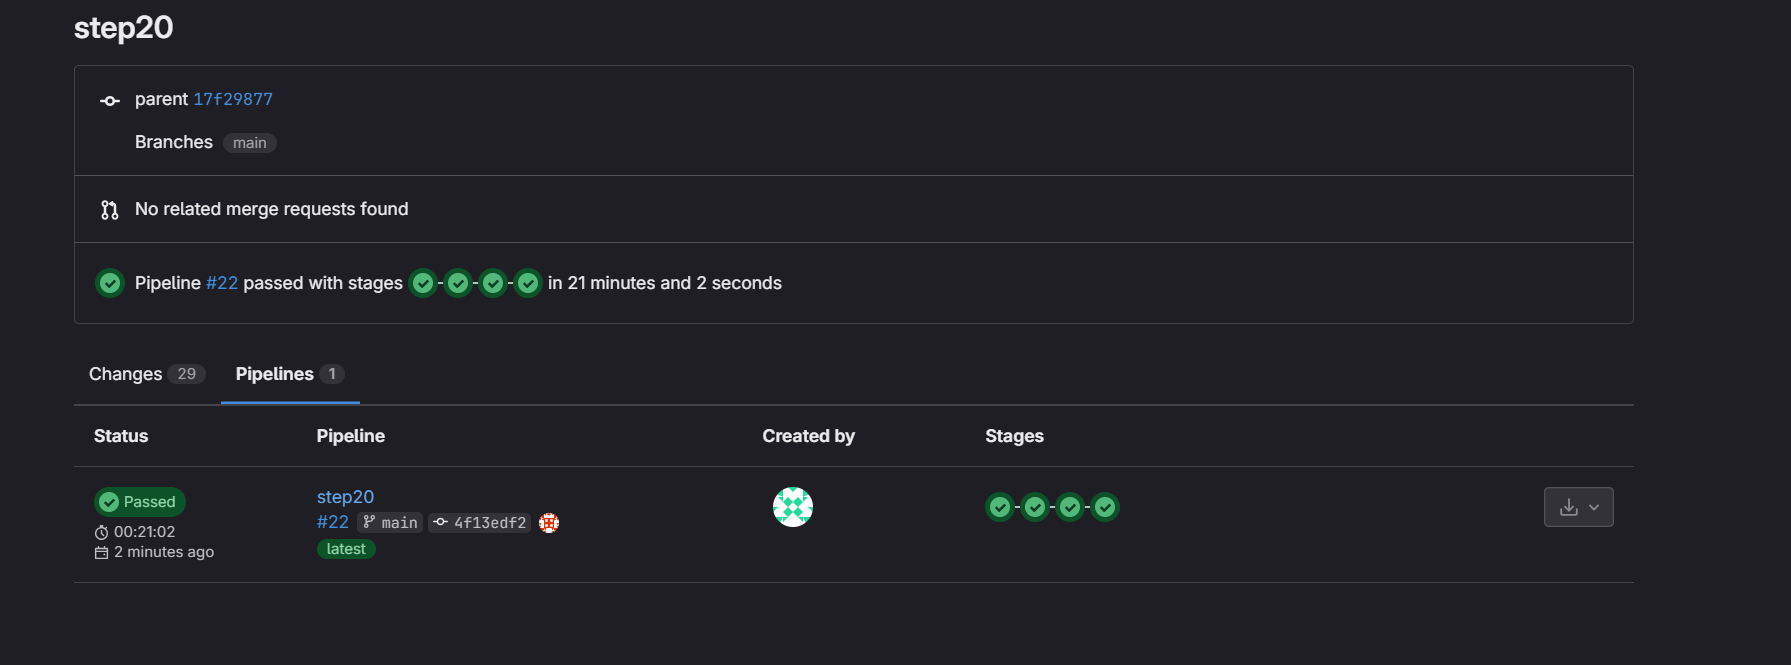 step20
parent 17f29877
Branches main
No related merge requests found
Pipeline #22 passed with stages in 21 minutes and 2 seconds
Changes 29 Pipelines 1
Status Pipeline Created by Stages
Passed
00:21:02
2 minutes ago
step20
#22 main 4f13edf2
latest